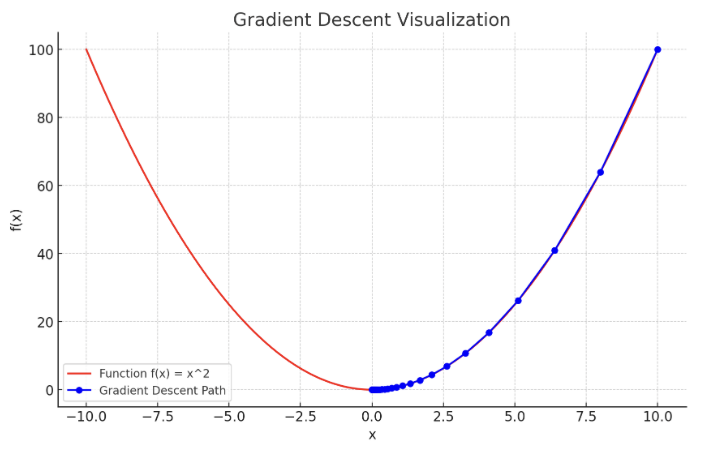 Gradient Descent Visualization
100
80
60
40
20
0
f(x)
Function f(x) = x^2
Gradient Descent Path
−10.0 −7.5 −5.0 −2.5 0.0 2.5 5.0 7.5 10.0
x